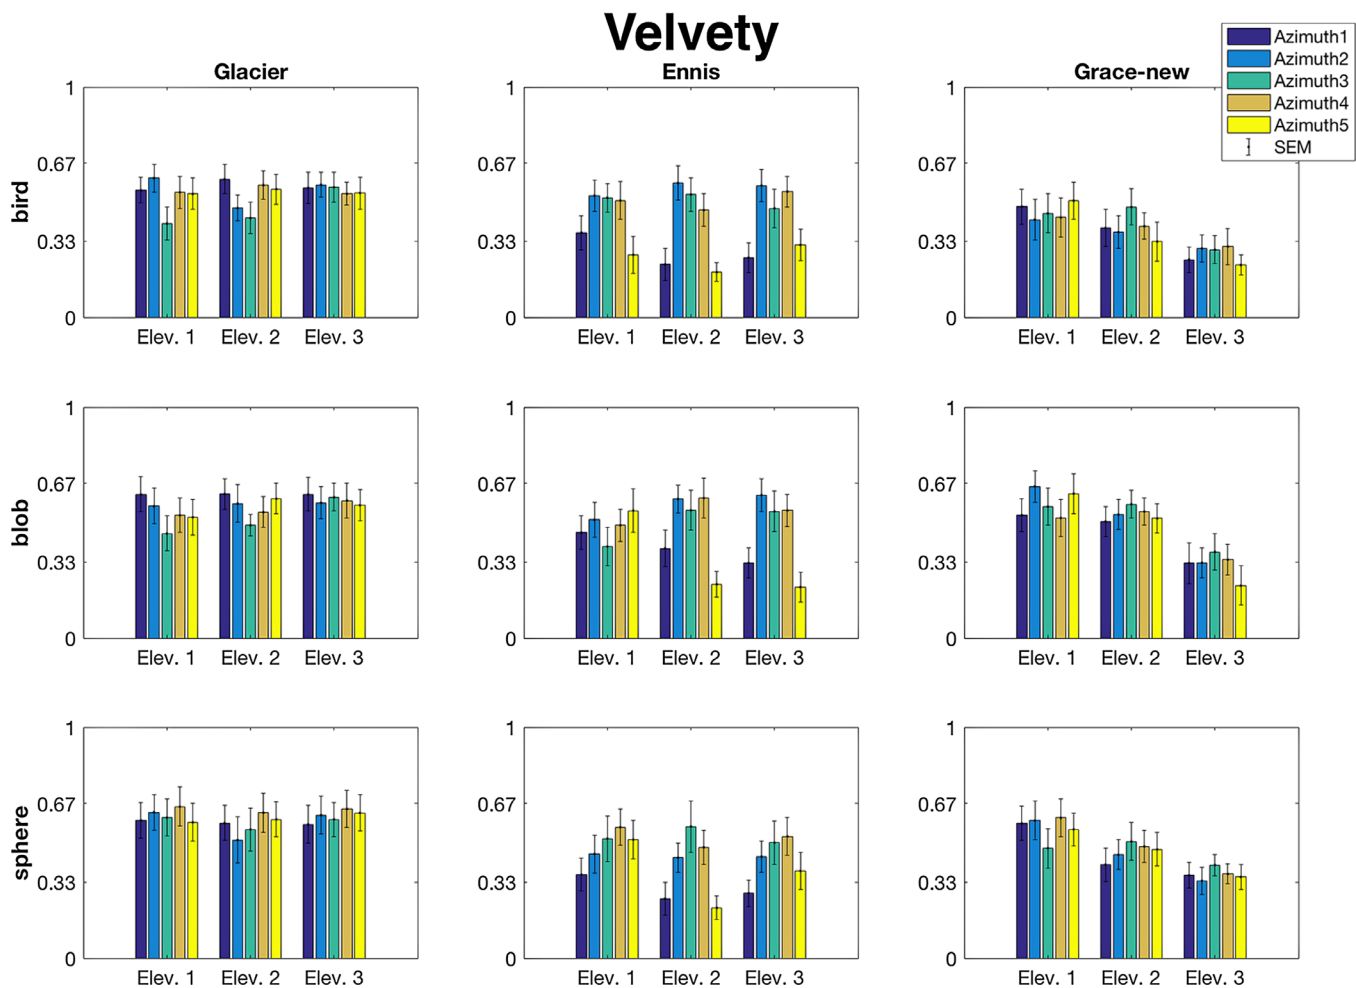 Velvety
Azimuth1
Azimuth2
Azimuth3
Azimuth4
Azimuth5
SEM
Glacier Ennis Grace-new
bird
1 1 1
0.67 0.67 0.67
0.33 0.33 0.33
0 0 0
Elev. 1 Elev. 2 Elev. 3 Elev. 1 Elev. 2 Elev. 3 Elev. 1 Elev. 2 Elev. 3
blob
1 1 1
0.67 0.67 0.67
0.33 0.33 0.33
0 0 0
Elev. 1 Elev. 2 Elev. 3 Elev. 1 Elev. 2 Elev. 3 Elev. 1 Elev. 2 Elev. 3
sphere
1 1 1
0.67 0.67 0.67
0.33 0.33 0.33
0 0 0
Elev. 1 Elev. 2 Elev. 3 Elev. 1 Elev. 2 Elev. 3 Elev. 1 Elev. 2 Elev. 3